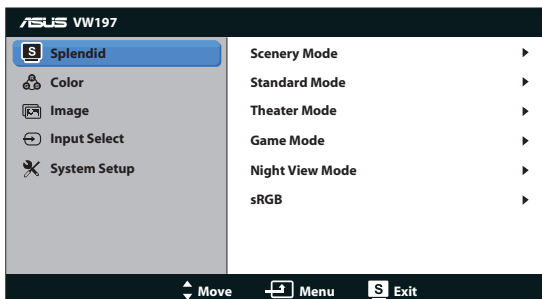 ASUS VW197
S Splendid
Color
Image
Input Select
System Setup
Scenery Mode
Standard Mode
Theater Mode
Game Mode
Night View Mode
sRGB
Move Menu S Exit